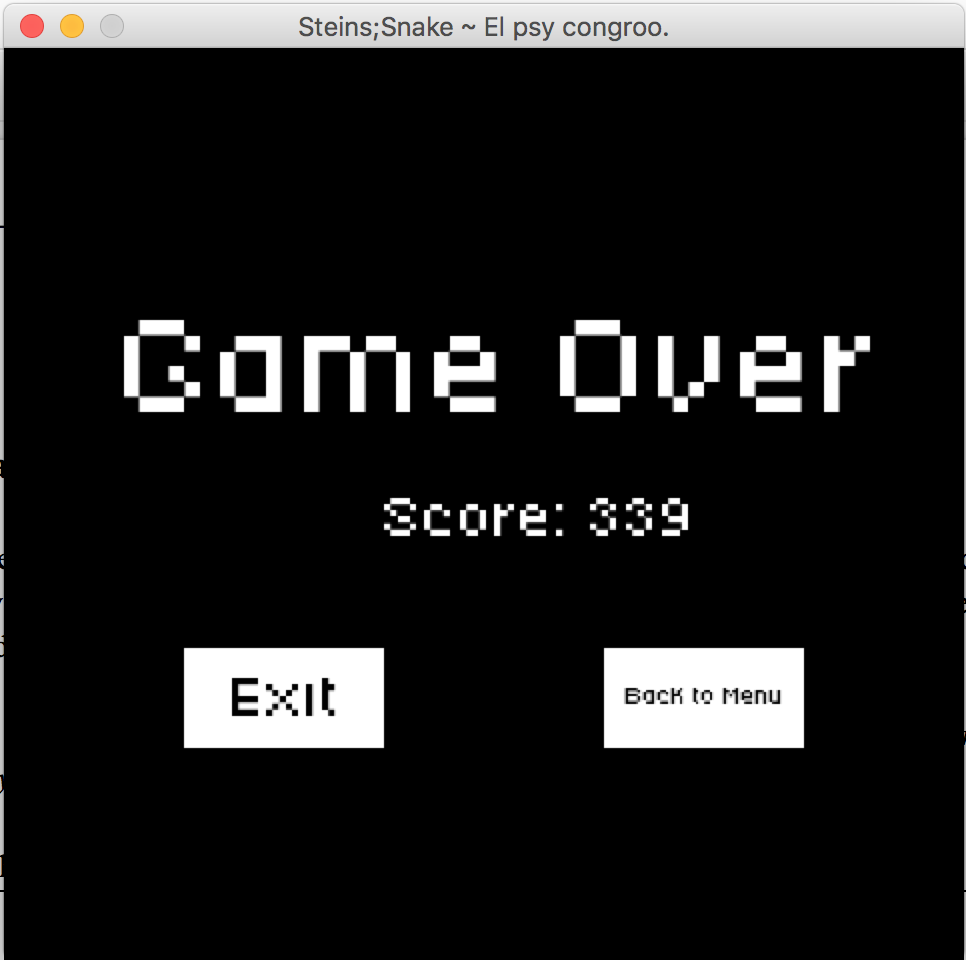 Steins;Snake ~ El psy congroo.
Game Over
Score: 339
Exit
Back to Menu